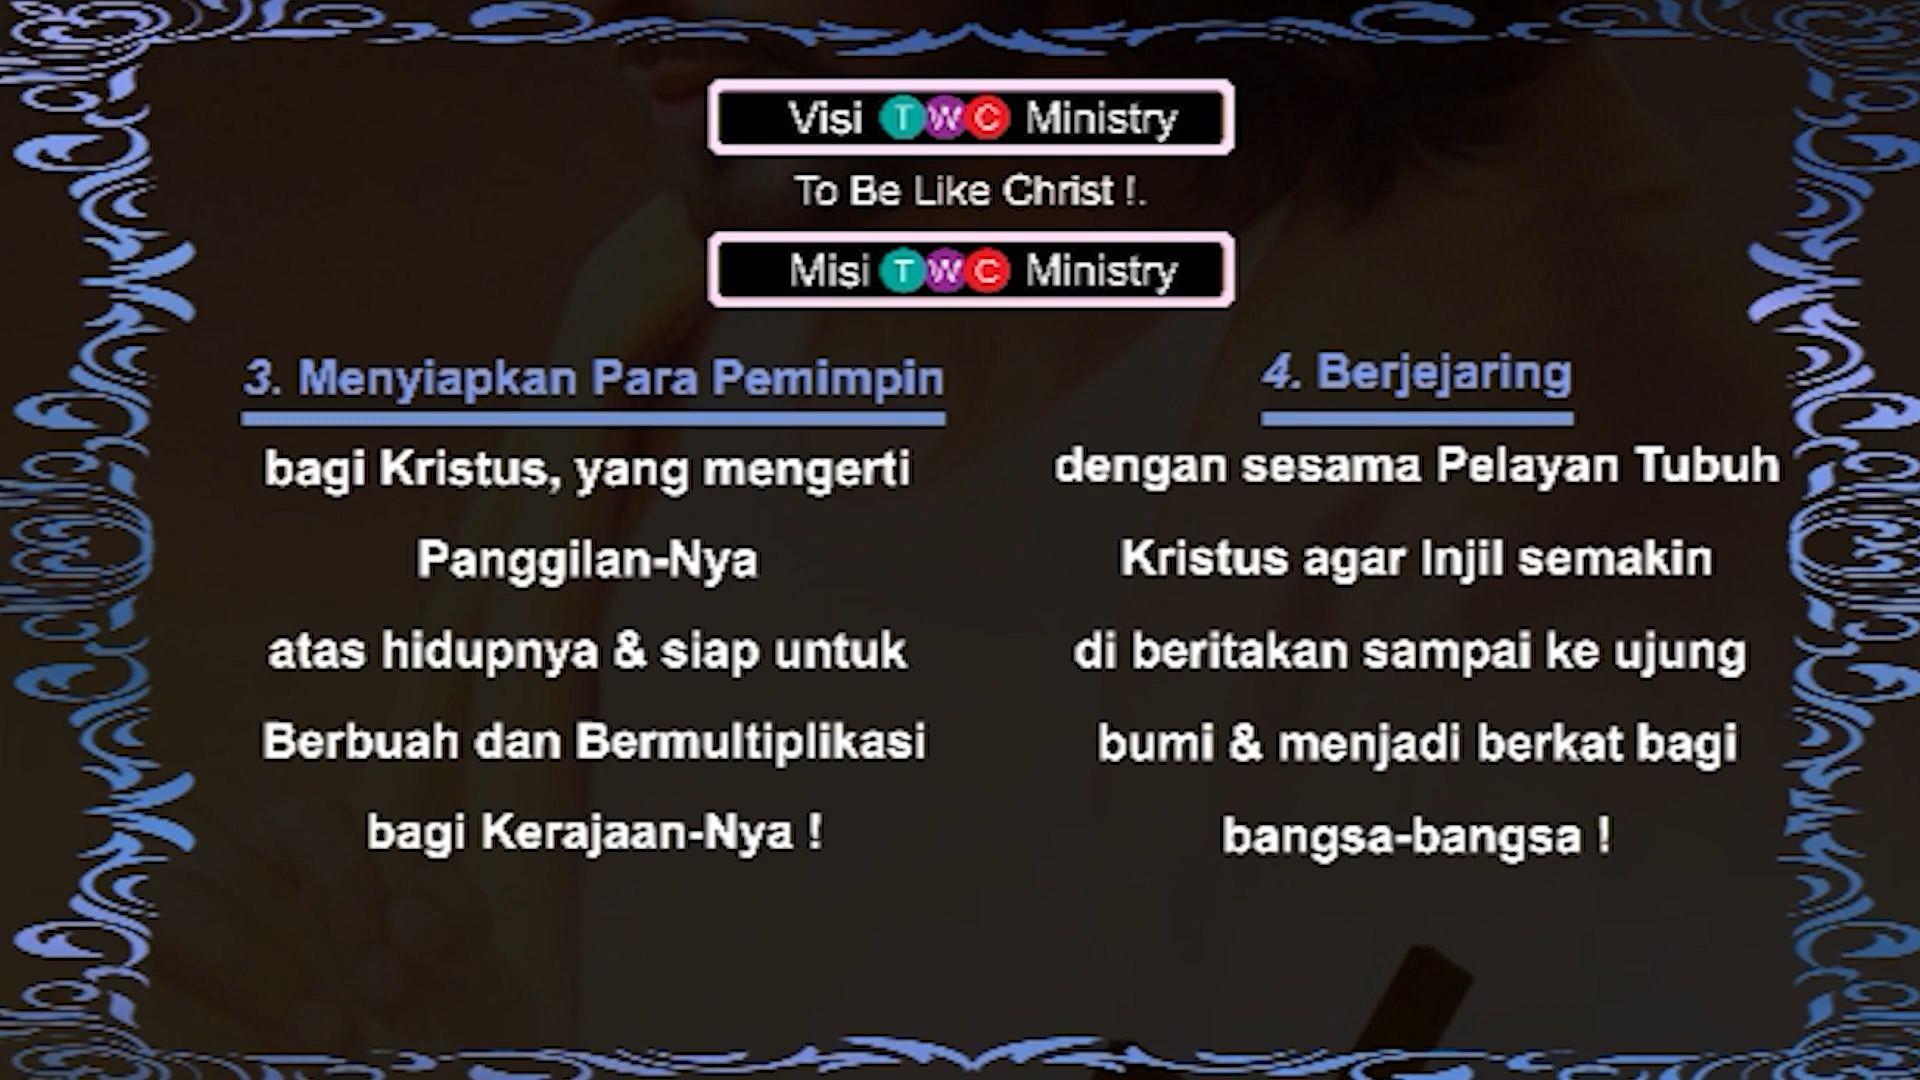 Visi TWC Ministry
To Be Like Christ !.
Misi TWC Ministry
3. Menyiapkan Para Pemimpin
bagi Kristus, yang mengerti
Panggilan-Nya
atas hidupnya & siap untuk
Berbuah dan Bermultiplikasi
bagi Kerajaan-Nya !
4. Berjejaring
dengan sesama Pelayan Tubuh
Kristus agar Injil semakin
di beritakan sampai ke ujung
bumi & menjadi berkat bagi
bangsa-bangsa !